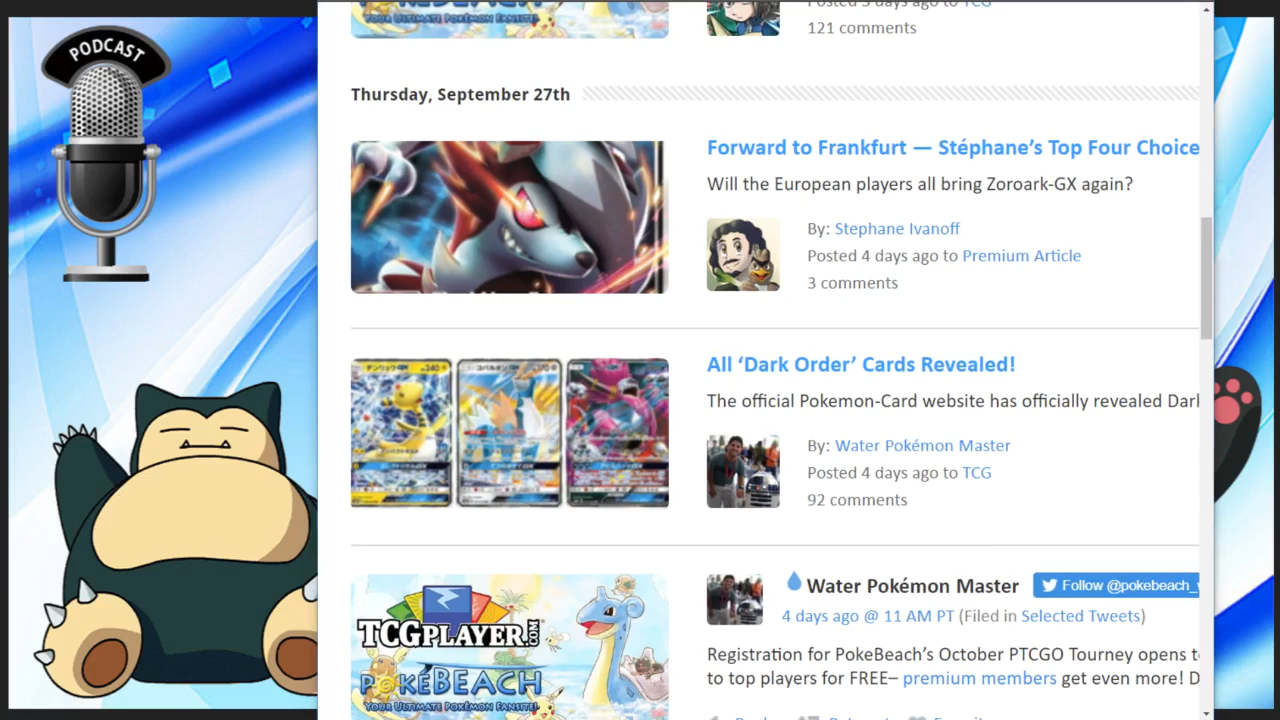 PODCAST
YOUR ULTIMATE POKÉMON FANSITE!
121 comments
Thursday, September 27th
Forward to Frankfurt — Stéphane's Top Four Choice
Will the European players all bring Zoroark-GX again?
By: Stephane Ivanoff
Posted 4 days ago to Premium Article
3 comments
All ‘Dark Order’ Cards Revealed!
The official Pokemon-Card website has officially revealed Dark
By: Water Pokémon Master
Posted 4 days ago to TCG
92 comments
TCGPLAYER.COM
POKÉBEACH
YOUR ULTIMATE POKÉMON FANSITE!
Water Pokémon Master
Follow @pokebeach_
4 days ago @ 11 AM PT (Filed in Selected Tweets)
Registration for PokeBeach’s October PTCGO Tourney opens
to top players for FREE– premium members get even more! D